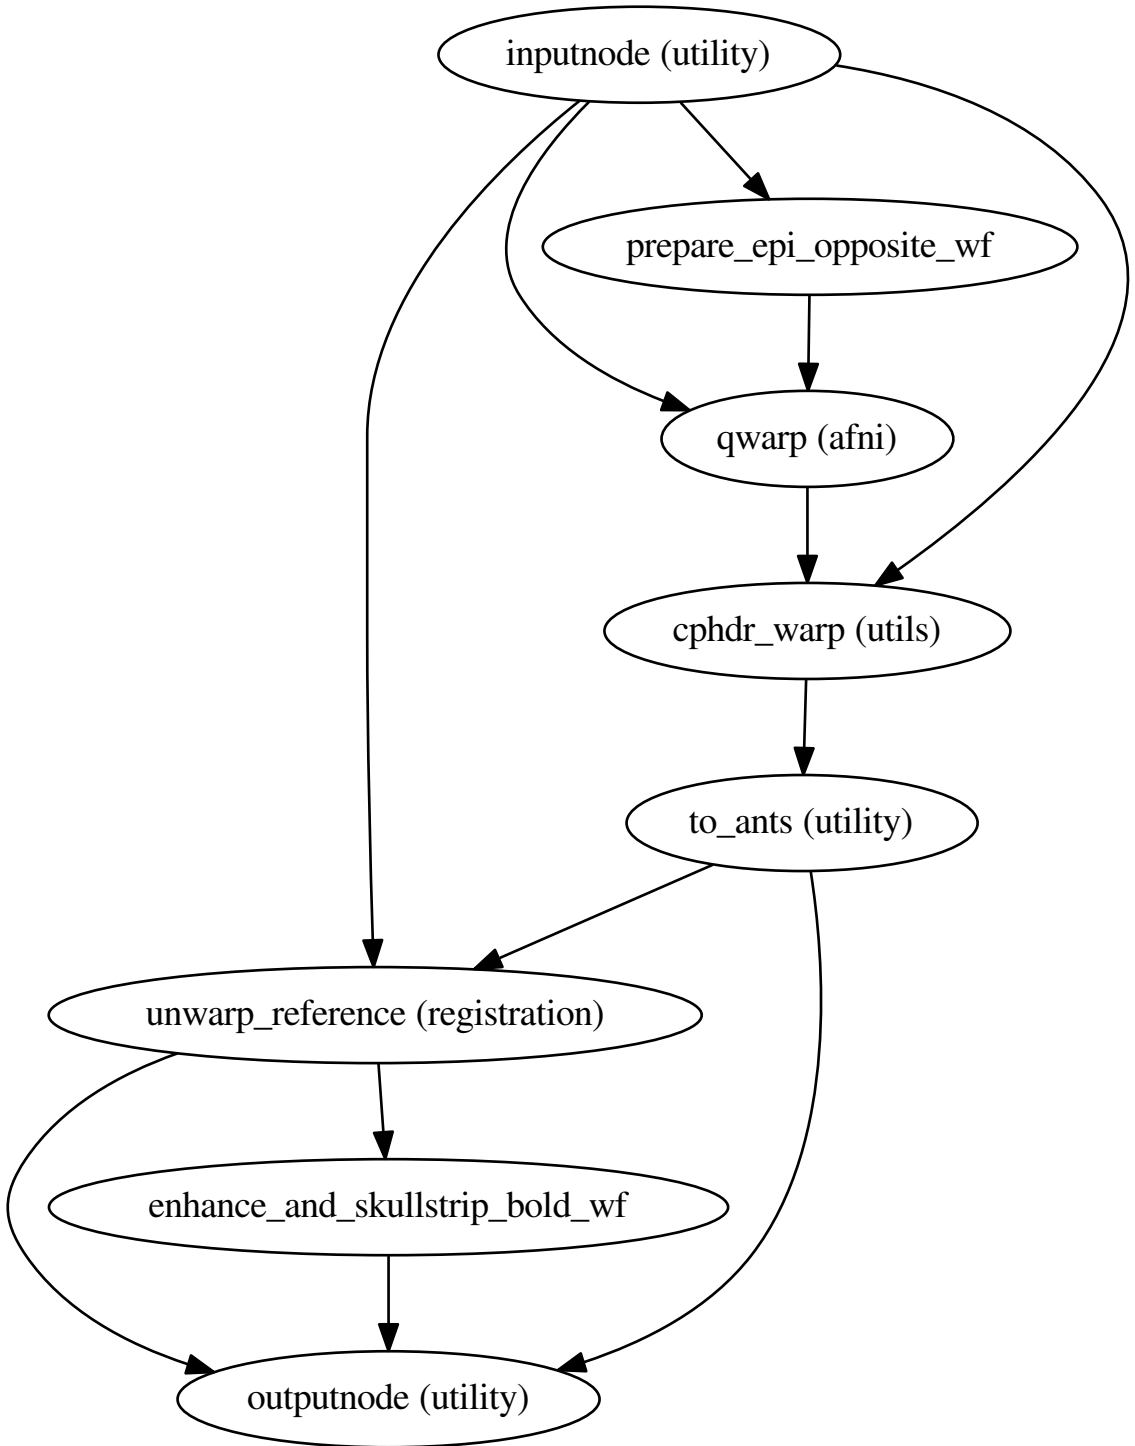 inputnode (utility)
prepare_epi_opposite_wf
qwarp (afni)
cphdr_warp (utils)
to_ants (utility)
unwarp_reference (registration)
enhance_and_skullstrip_bold_wf
outputnode (utility)